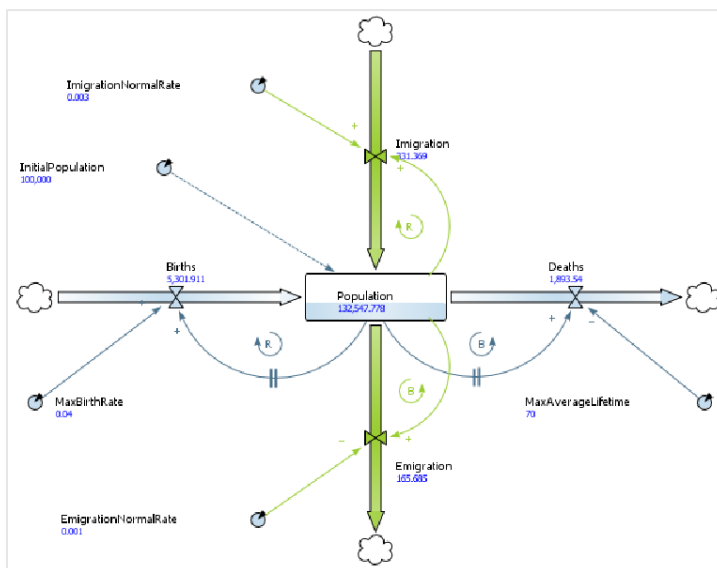 ImigrationNormalRate
0.003
+
Imigration
331.369
+
InitialPopulation
100,000
R
Births
5,301.911
+
Population
132,547.778
Deaths
1,893.54
+
R
B
+
−
MaxBirthRate
0.04
B
MaxAverageLifetime
70
−
+
Emigration
165.685
EmigrationNormalRate
0.001